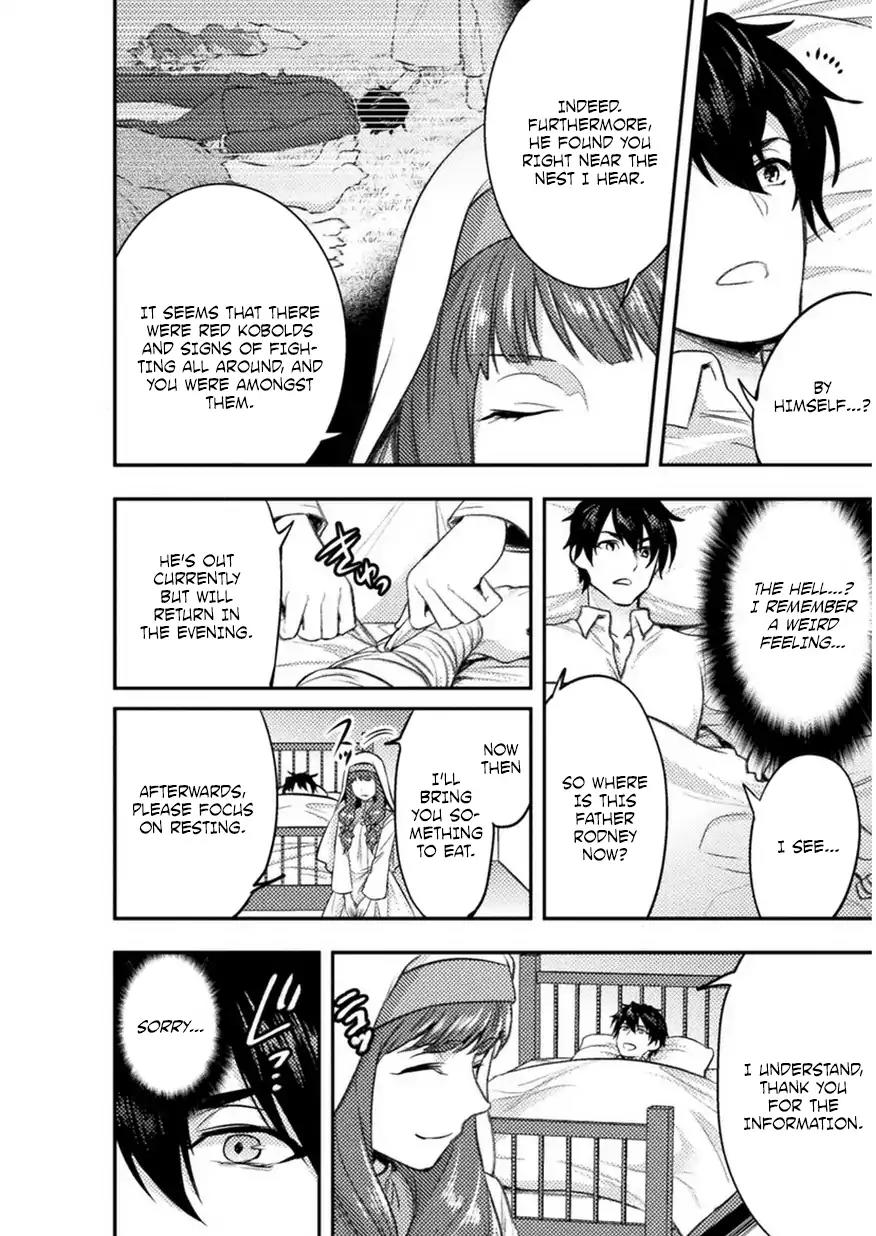 BY
HIMSELF...?
INDEED.
FURTHERMORE,
HE FOUND YOU
RIGHT NEAR THE
NEST I HEAR.
IT SEEMS THAT THERE
WERE RED KOBOLDS
AND SIGNS OF FIGH-
TING ALL AROUND, AND
YOU WERE AMONGST
THEM.
THE HELL...?
I REMEMBER
A WEIRD
FEELING...
I SEE...
SO WHERE
IS THIS
FATHER
RODNEY
NOW?
HE'S OUT
CURRENTLY
BUT WILL
RETURN IN
THE EVENING.
NOW
THEN
I'LL
BRING
YOU SO-
METHING
TO EAT.
AFTERWARDS,
PLEASE FOCUS
ON RESTING.
I UNDERSTAND,
THANK YOU
FOR THE
INFORMATION.
SORRY...